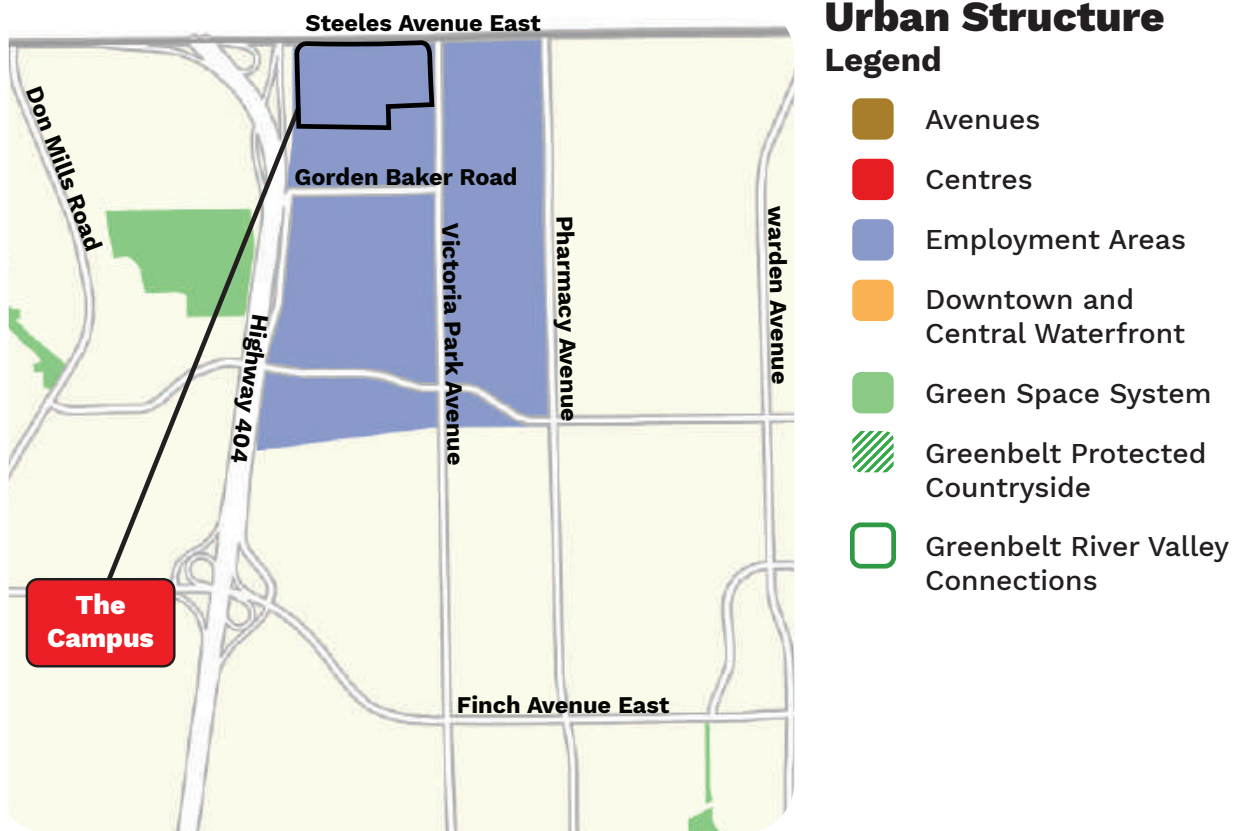 Steeles Avenue East
Don Mills Road
Gorden Baker Road
Victoria Park Avenue
Pharmacy Avenue
warden Avenue
Highway 404
The
Campus
Finch Avenue East
Urban Structure
Legend
Avenues
Centres
Employment Areas
Downtown and
Central Waterfront
Green Space System
Greenbelt Protected
Countryside
Greenbelt River Valley
Connections